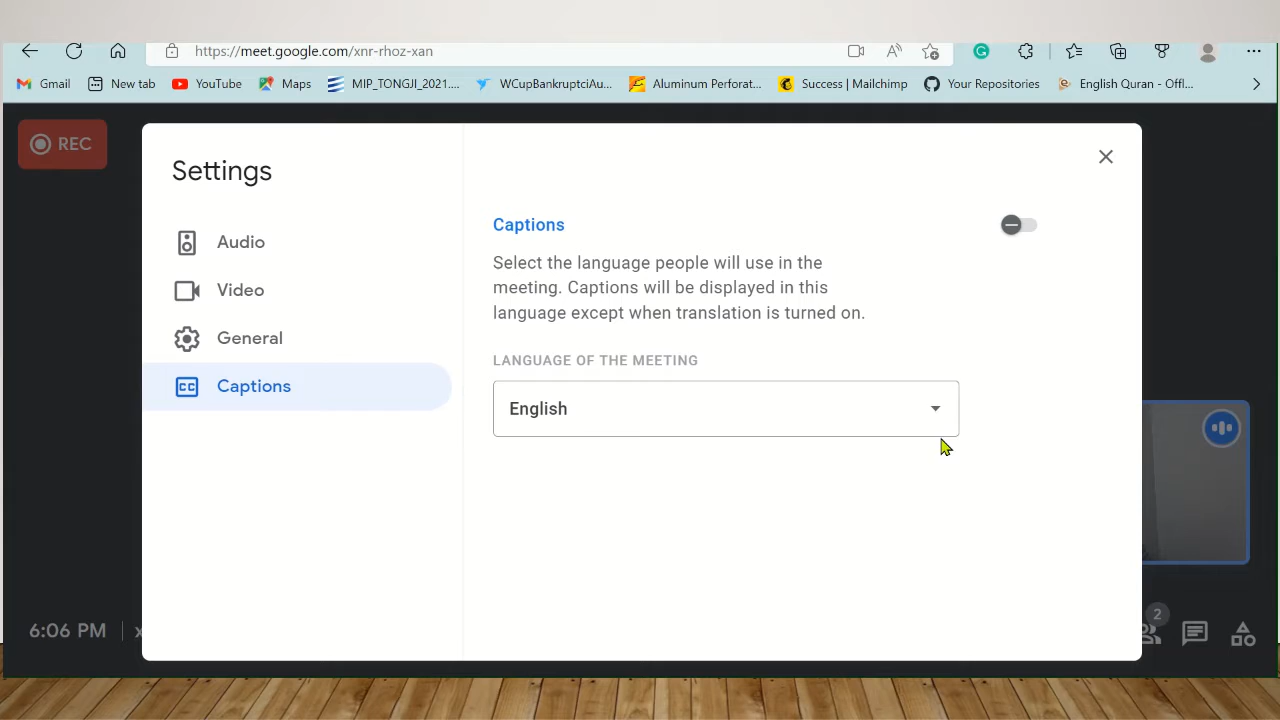 https://meet.google.com/xnr-rhoz-xan
Gmail
New tab
YouTube
Maps
MIP_TONGJI_2021....
WCupBankruptciAu...
Aluminum Perforat...
Success | Mailchimp
Your Repositories
English Quran - Offl...
REC
Settings
Audio
Video
General
CC Captions
Captions
Select the language people will use in the
meeting. Captions will be displayed in this
language except when translation is turned on.
LANGUAGE OF THE MEETING
English
6:06 PM | x
2